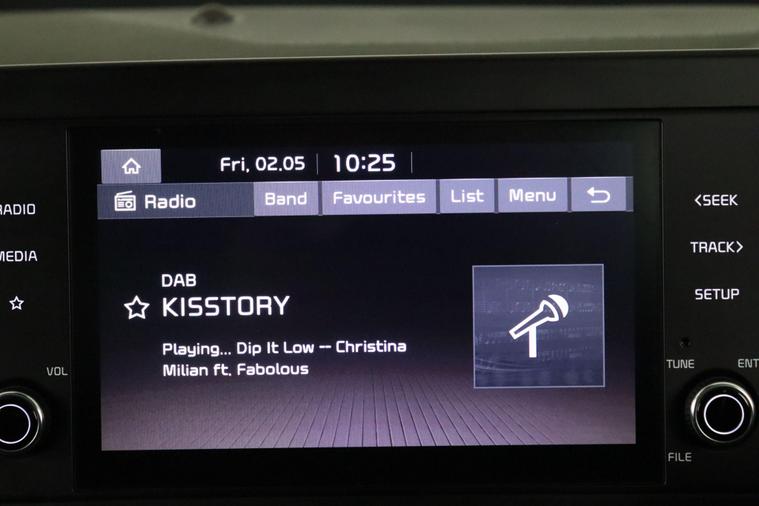 Fri, 02.05 10:25
Radio Band Favourites List Menu
RADIO
MEDIA
VOL
DAB
KISSTORY
Playing... Dip It Low -- Christina
Milian ft. Fabolous
<SEEK
TRACK>
SETUP
TUNE
ENT
FILE